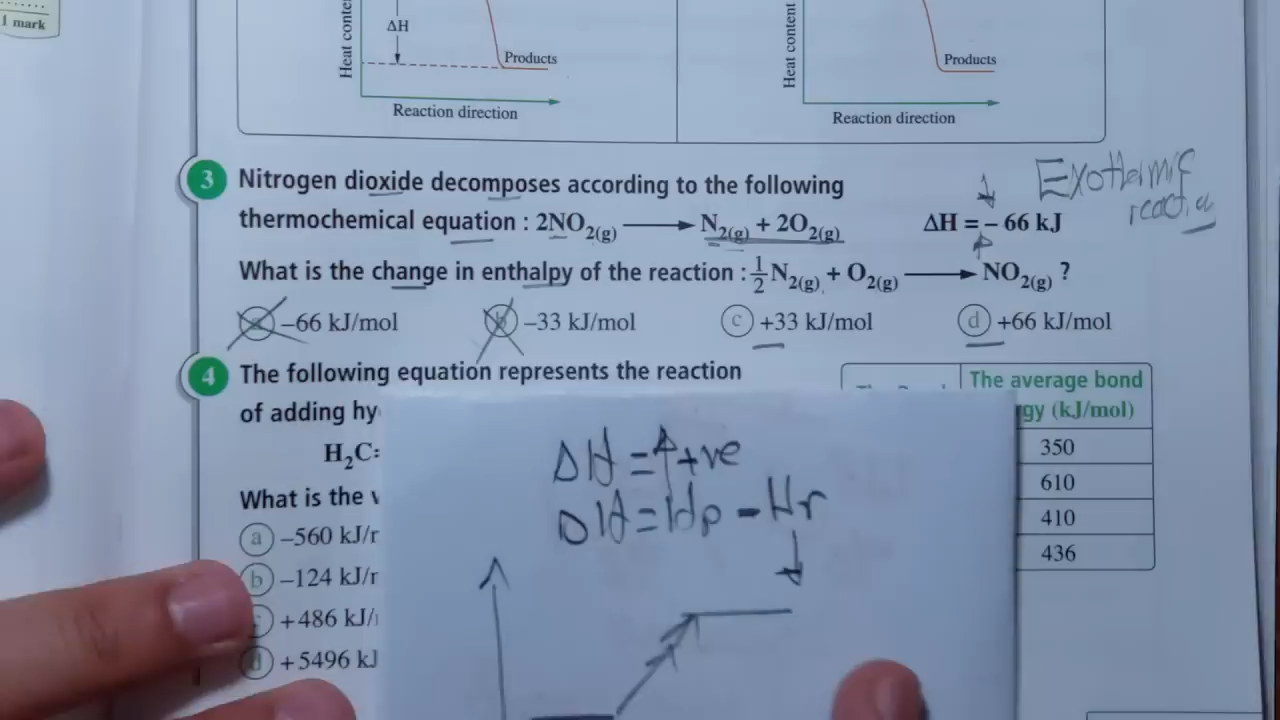 1 mark
Heat conte
ΔH
Products
Reaction direction
Heat content
Products
Reaction direction
3 Nitrogen dioxide decomposes according to the following
thermochemical equation : 2NO2(g) → N2(g) + 2O2(g) ΔH = – 66 kJ
Exothermic
What is the change in enthalpy of the reaction : 1/2 N2(g) + O2(g) → NO2(g) ?
a –66 kJ/mol b –33 kJ/mol c +33 kJ/mol d +66 kJ/mol
4 The following equation represents the reaction
of adding hy
H2C:
What is the
a –560 kJ/
b –124 kJ/
+486 kJ/
d +5496 kJ
The average bond
gy (kJ/mol)
350
610
410
436
ΔH = +ve
ΔH = Hp - Hr